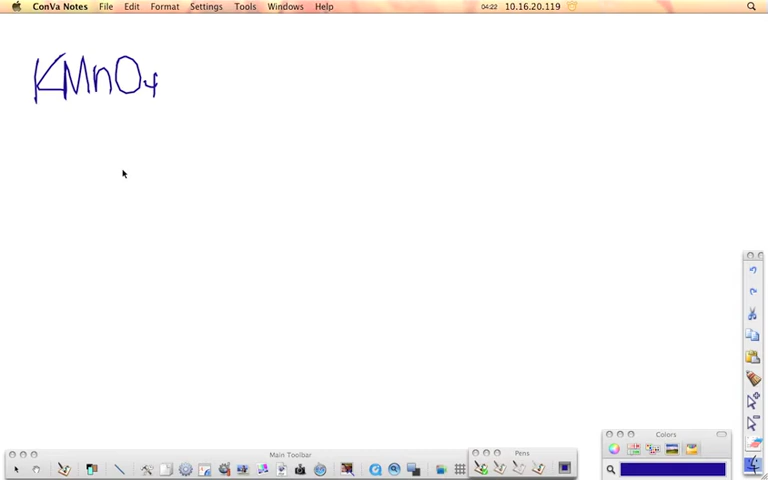 ConVa Notes File Edit Format Settings Tools Windows Help 04:22 10.16.20.119
KMnO4
Main Toolbar
Pens
Colors